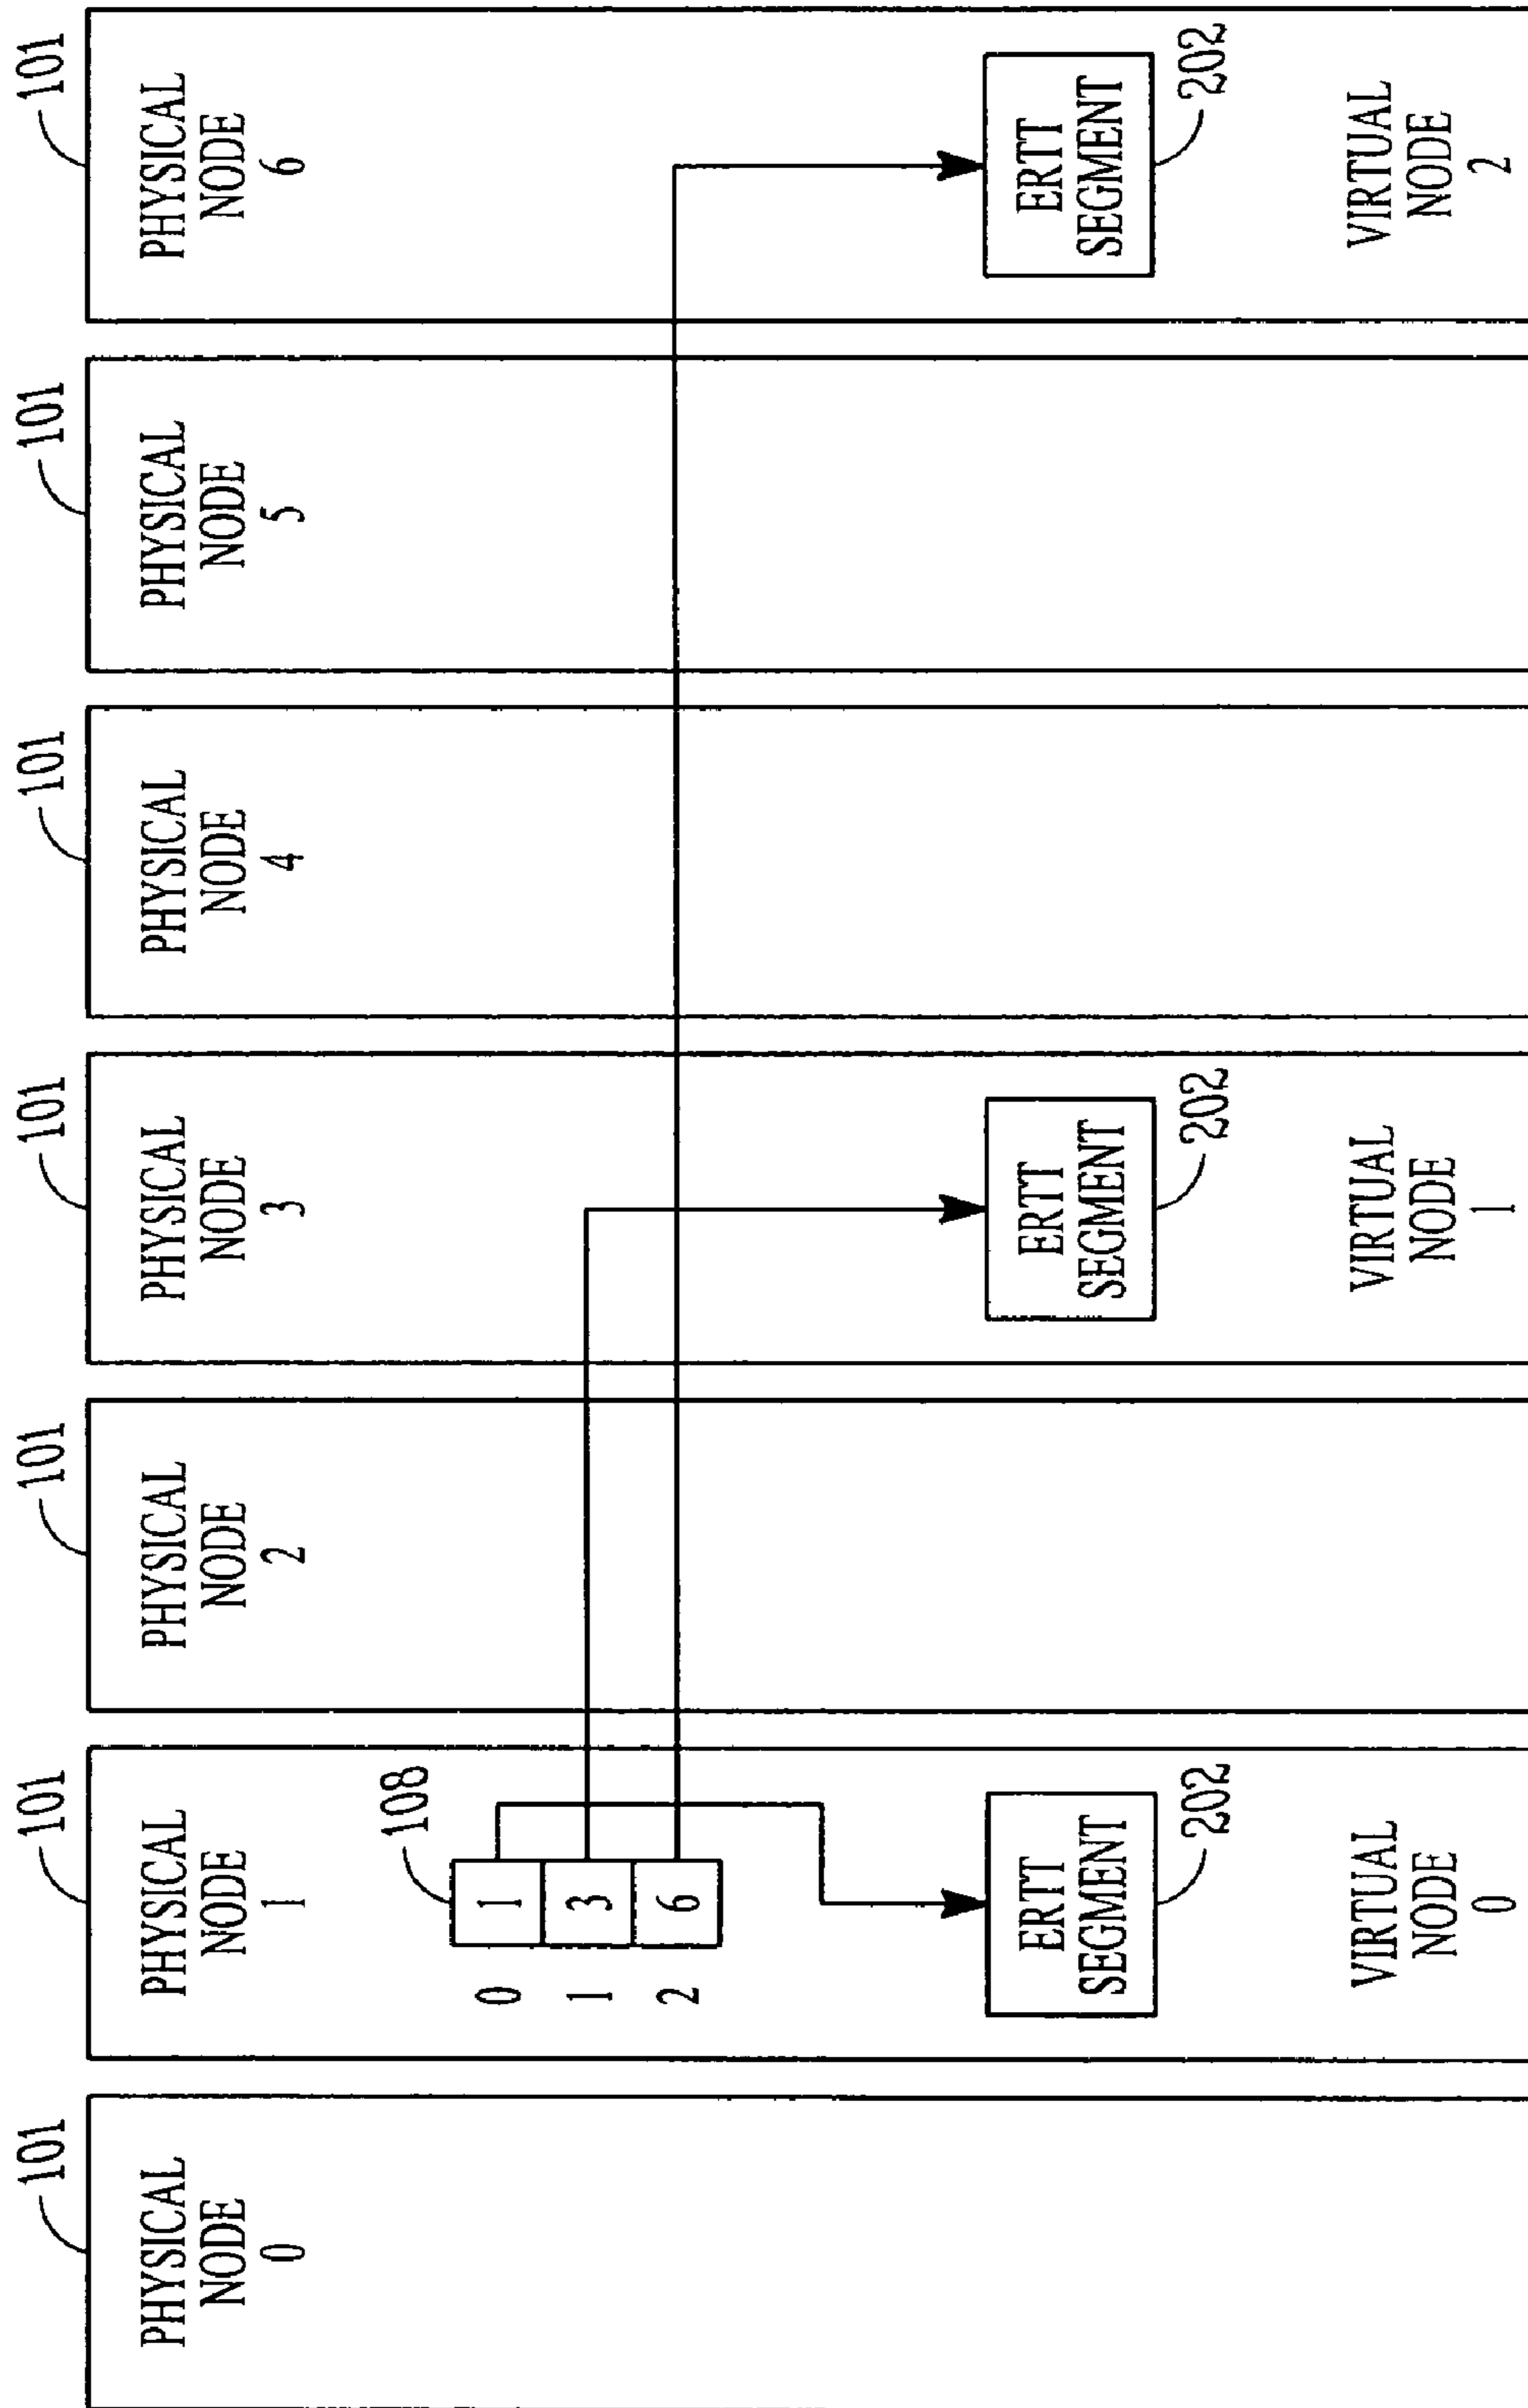 101
PHYSICAL
NODE
0
101
PHYSICAL
NODE
1
108
0 1
1 3
2 6
ERTT
SEGMENT
202
VIRTUAL
NODE
0
101
PHYSICAL
NODE
2
101
PHYSICAL
NODE
3
ERTT
SEGMENT
202
VIRTUAL
NODE
1
101
PHYSICAL
NODE
4
101
PHYSICAL
NODE
5
101
PHYSICAL
NODE
6
ERTT
SEGMENT
202
VIRTUAL
NODE
2